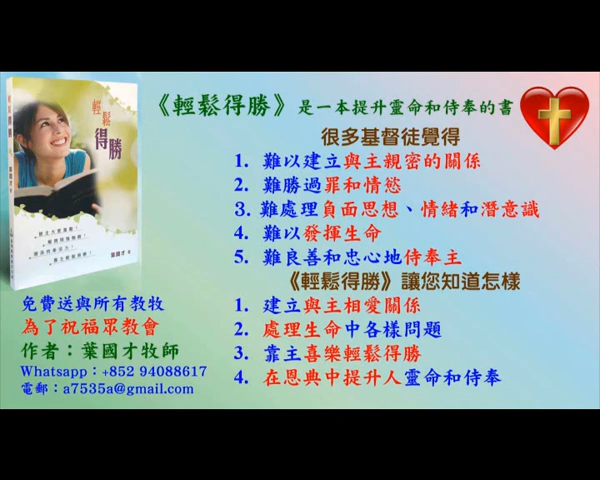 《輕鬆得勝》是一本提升靈命和侍奉的書
很多基督徒覺得
1. 難以建立與主親密的關係
2. 難勝過罪和情慾
3. 難處理負面思想、情緒和潛意識
4. 難以發揮生命
5. 難良善和忠心地侍奉主
《輕鬆得勝》讓您知道怎樣
1. 建立與主相愛關係
2. 處理生命中各樣問題
3. 靠主喜樂輕鬆得勝
4. 在恩典中提升人靈命和侍奉
輕鬆
得勝
葉國才 著
輕鬆得勝
免費送與所有教牧
為了祝福眾教會
作者：葉國才牧師
Whatsapp：+852 94088617
電郵：a7535a@gmail.com